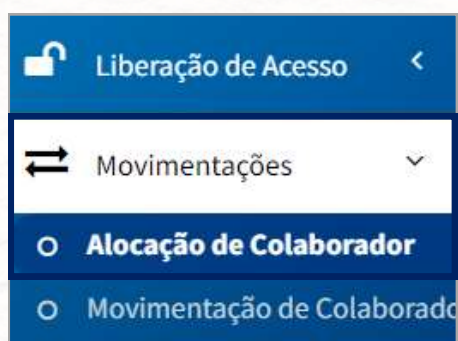 Liberação de Acesso
Movimentações
Alocação de Colaborador
Movimentação de Colaborado